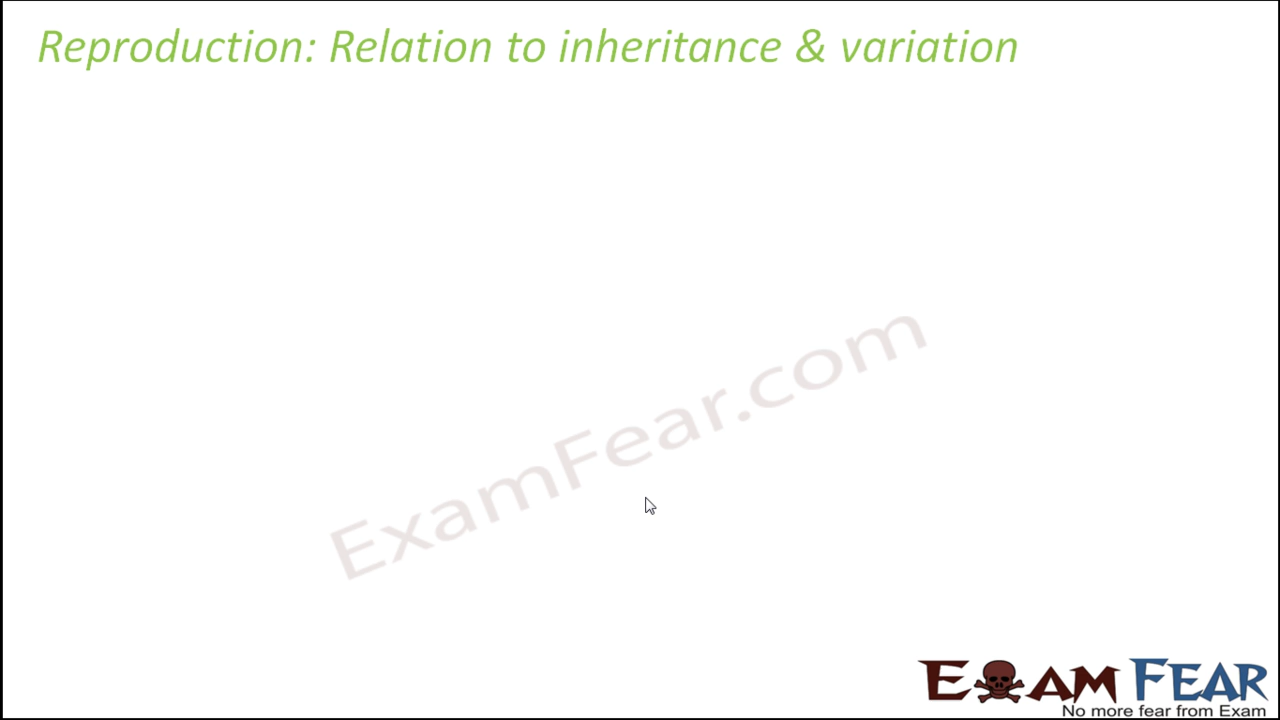 Reproduction: Relation to inheritance & variation
ExamFear.com
EXAM FEAR
No more fear from Exam